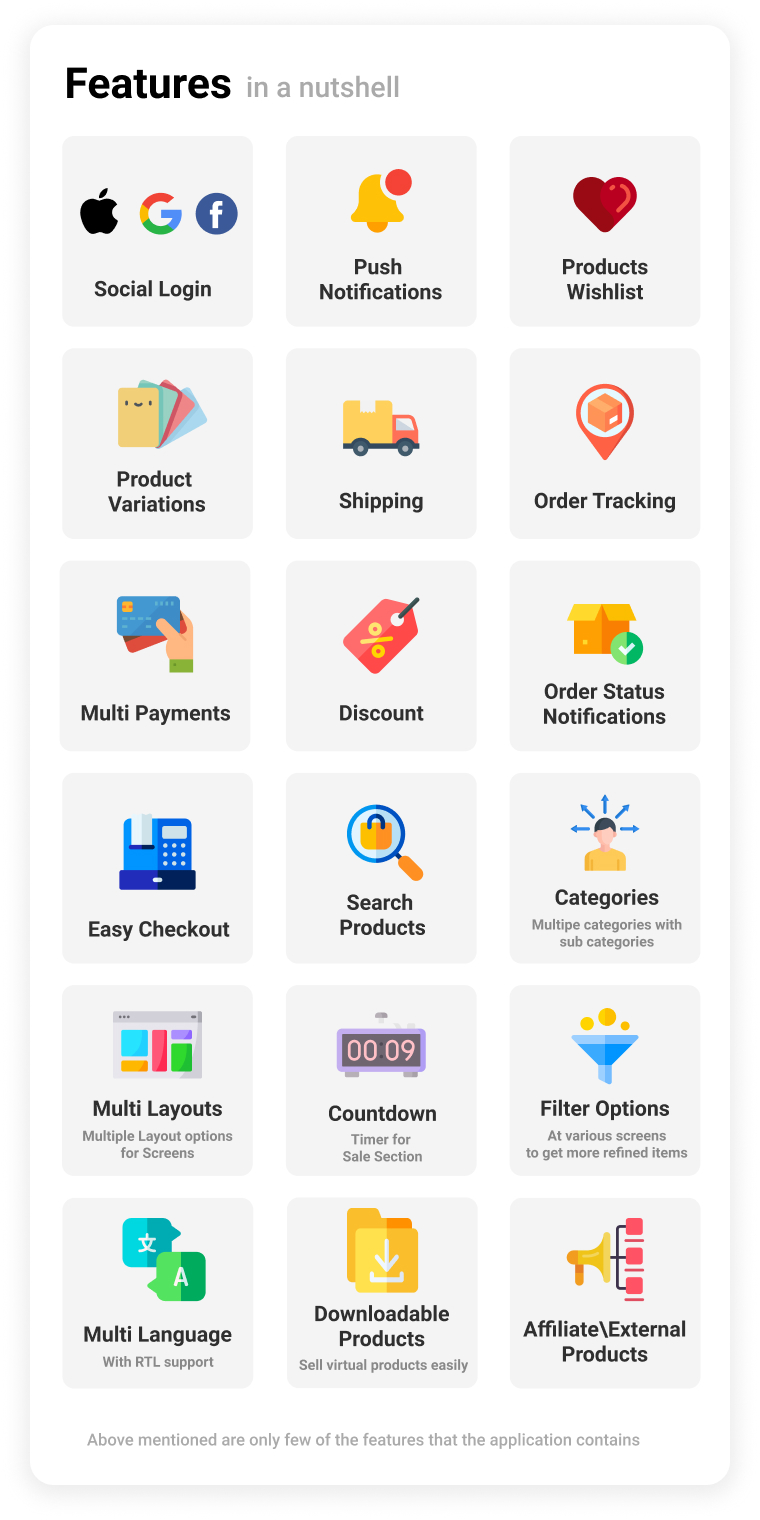 Features in a nutshell
Social Login
Push
Notifications
Products
Wishlist
Product
Variations
Shipping
Order Tracking
Multi Payments
Discount
Order Status
Notifications
Easy Checkout
Search
Products
Categories
Multipe categories with
sub categories
Multi Layouts
Multiple Layout options
for Screens
00:09
Countdown
Timer for
Sale Section
Filter Options
At various screens
to get more refined items
文
A
Multi Language
With RTL support
Downloadable
Products
Sell virtual products easily
Affiliate\External
Products
Above mentioned are only few of the features that the application contains